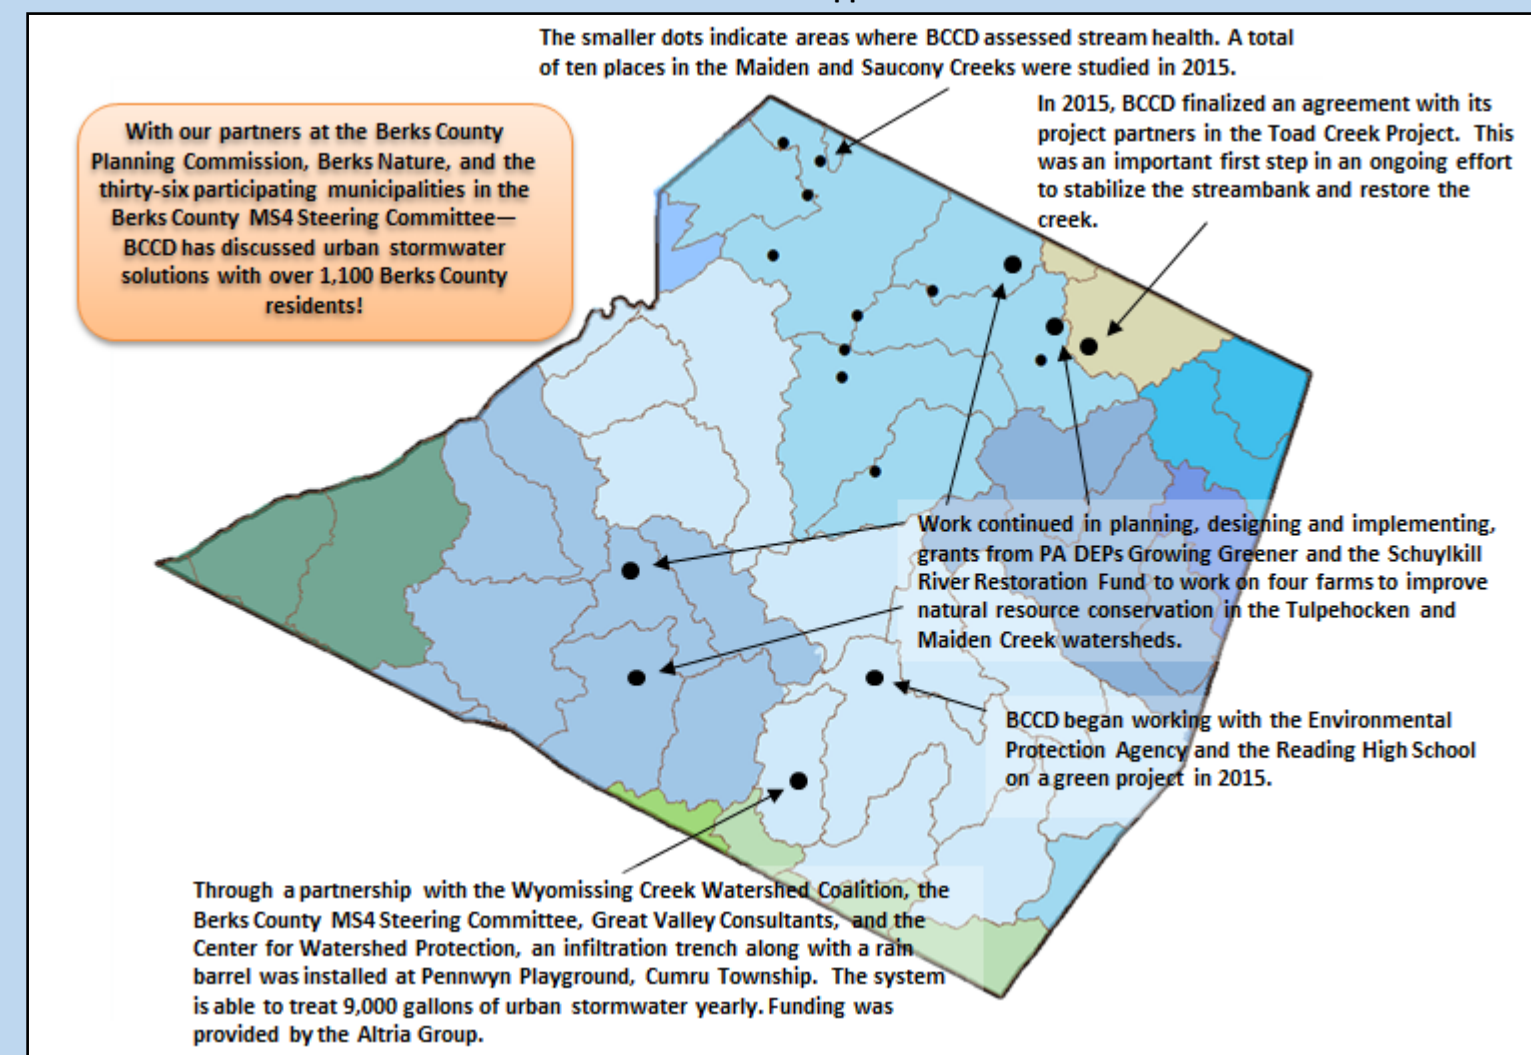 The smaller dots indicate areas where BCCD assessed stream health. A total
of ten places in the Maiden and Saucony Creeks were studied in 2015.
In 2015, BCCD finalized an agreement with its
project partners in the Toad Creek Project. This
was an important first step in an ongoing effort
to stabilize the streambank and restore the
creek.
With our partners at the Berks County
Planning Commission, Berks Nature, and the
thirty-six participating municipalities in the
Berks County MS4 Steering Committee—
BCCD has discussed urban stormwater
solutions with over 1,100 Berks County
residents!
Work continued in planning, designing and implementing,
grants from PA DEPs Growing Greener and the Schuylkill
River Restoration Fund to work on four farms to improve
natural resource conservation in the Tulpehocken and
Maiden Creek watersheds.
BCCD began working with the Environmental
Protection Agency and the Reading High School
on a green project in 2015.
Through a partnership with the Wyomissing Creek Watershed Coalition, the
Berks County MS4 Steering Committee, Great Valley Consultants, and the
Center for Watershed Protection, an infiltration trench along with a rain
barrel was installed at Pennwyn Playground, Cumru Township. The system
is able to treat 9,000 gallons of urban stormwater yearly. Funding was
provided by the Altria Group.